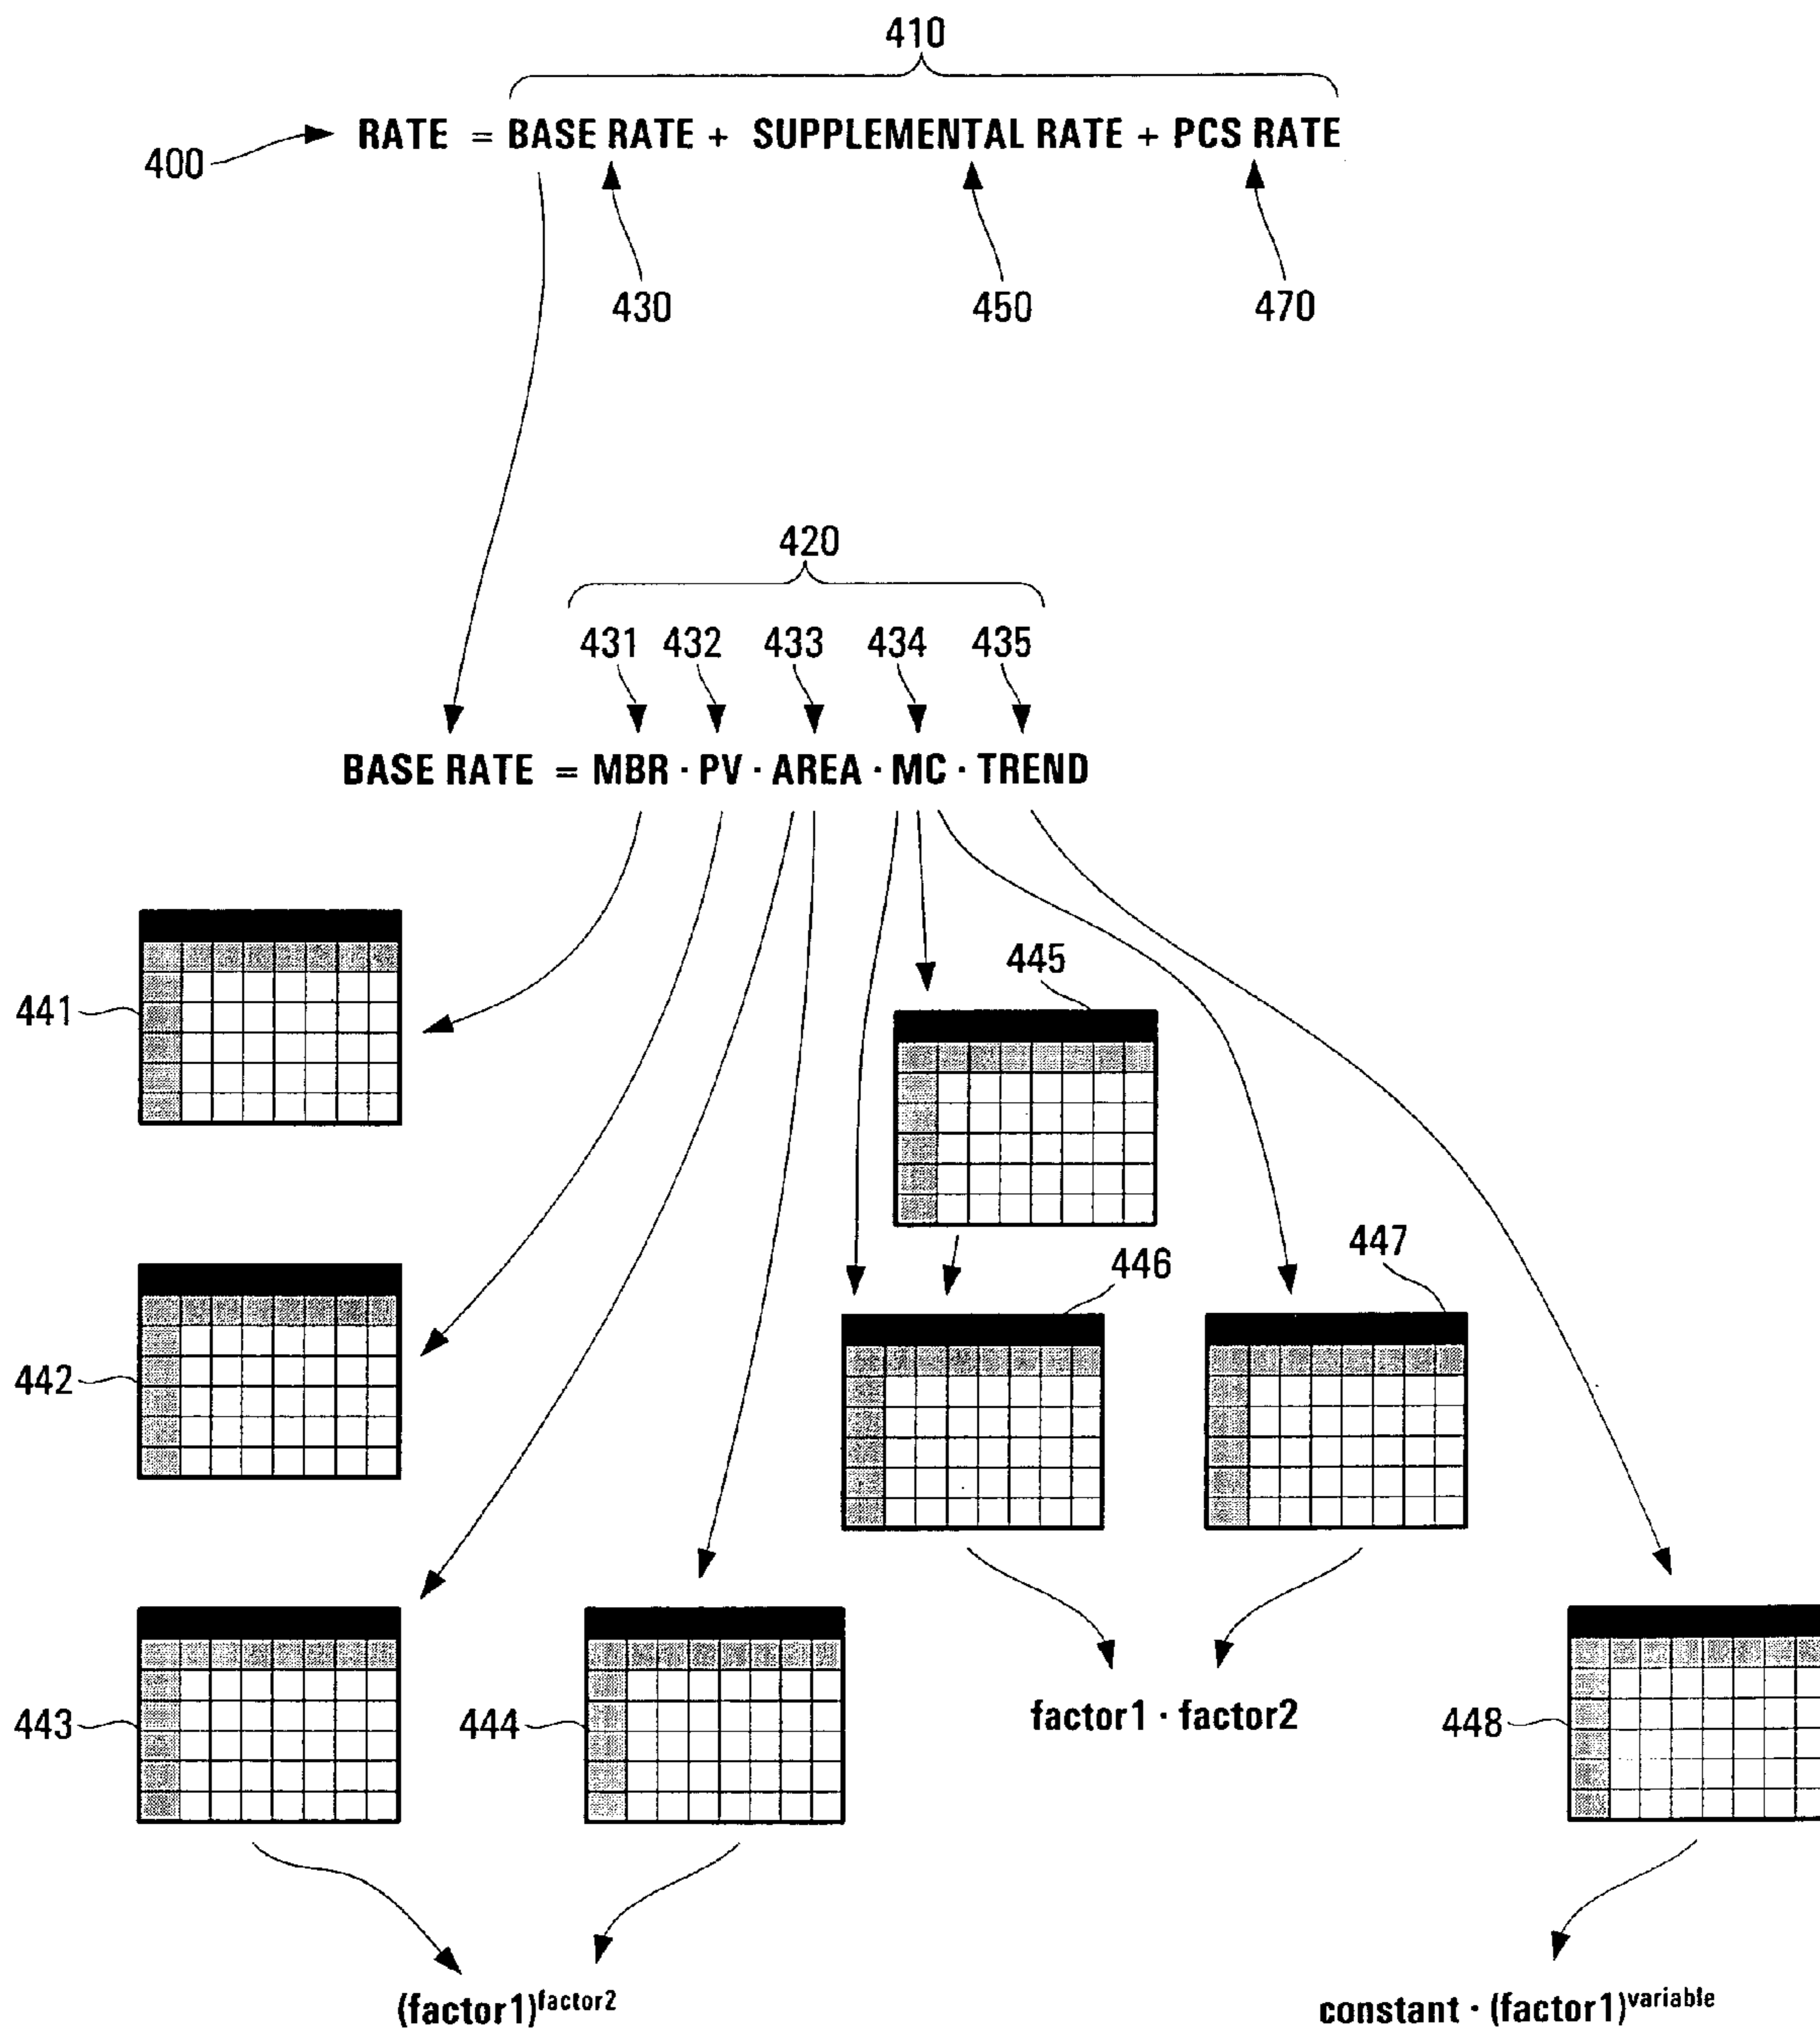 410
400 RATE = BASE RATE + SUPPLEMENTAL RATE + PCS RATE
430 450 470
420
431 432 433 434 435
BASE RATE = MBR · PV · AREA · MC · TREND
441
445
442
446
447
443
444
factor1 · factor2
448
(factor1)^factor2
constant · (factor1)^variable